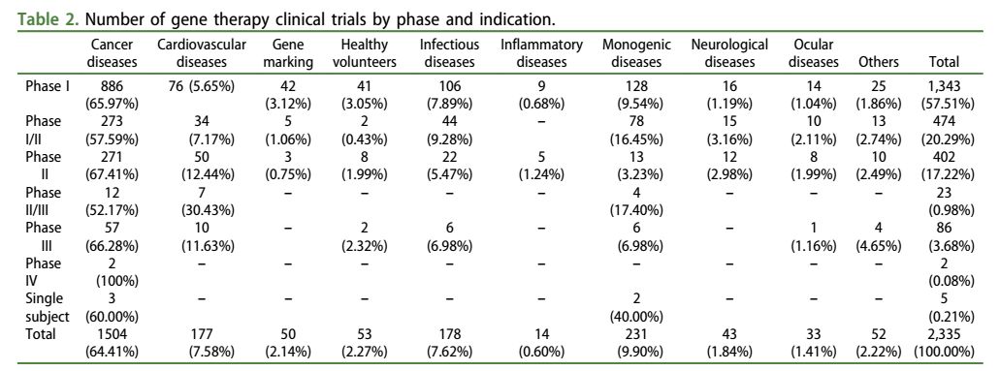 Table 2. Number of gene therapy clinical trials by phase and indication.
Cancer Cardiovascular Gene Healthy Infectious Inflammatory Monogenic Neurological Ocular
diseases diseases marking volunteers diseases diseases diseases diseases diseases Others Total
Phase I 886 76 (5.65%) 42 41 106 9 128 16 14 25 1,343
(65.97%) (3.12%) (3.05%) (7.89%) (0.68%) (9.54%) (1.19%) (1.04%) (1.86%) (57.51%)
Phase 273 34 5 2 44 – 78 15 10 13 474
I/II (57.59%) (7.17%) (1.06%) (0.43%) (9.28%) (16.45%) (3.16%) (2.11%) (2.74%) (20.29%)
Phase 271 50 3 8 22 5 13 12 8 10 402
II (67.41%) (12.44%) (0.75%) (1.99%) (5.47%) (1.24%) (3.23%) (2.98%) (1.99%) (2.49%) (17.22%)
Phase 12 7 – – – – 4 – – – 23
II/III (52.17%) (30.43%) (17.40%) (0.98%)
Phase 57 10 – 2 6 – 6 – 1 4 86
III (66.28%) (11.63%) (2.32%) (6.98%) (6.98%) (1.16%) (4.65%) (3.68%)
Phase 2 – – – – – – – – – 2
IV (100%) (0.08%)
Single 3 – – – – – 2 – – – 5
subject (60.00%) (40.00%) (0.21%)
Total 1504 177 50 53 178 14 231 43 33 52 2,335
(64.41%) (7.58%) (2.14%) (2.27%) (7.62%) (0.60%) (9.90%) (1.84%) (1.41%) (2.22%) (100.00%)